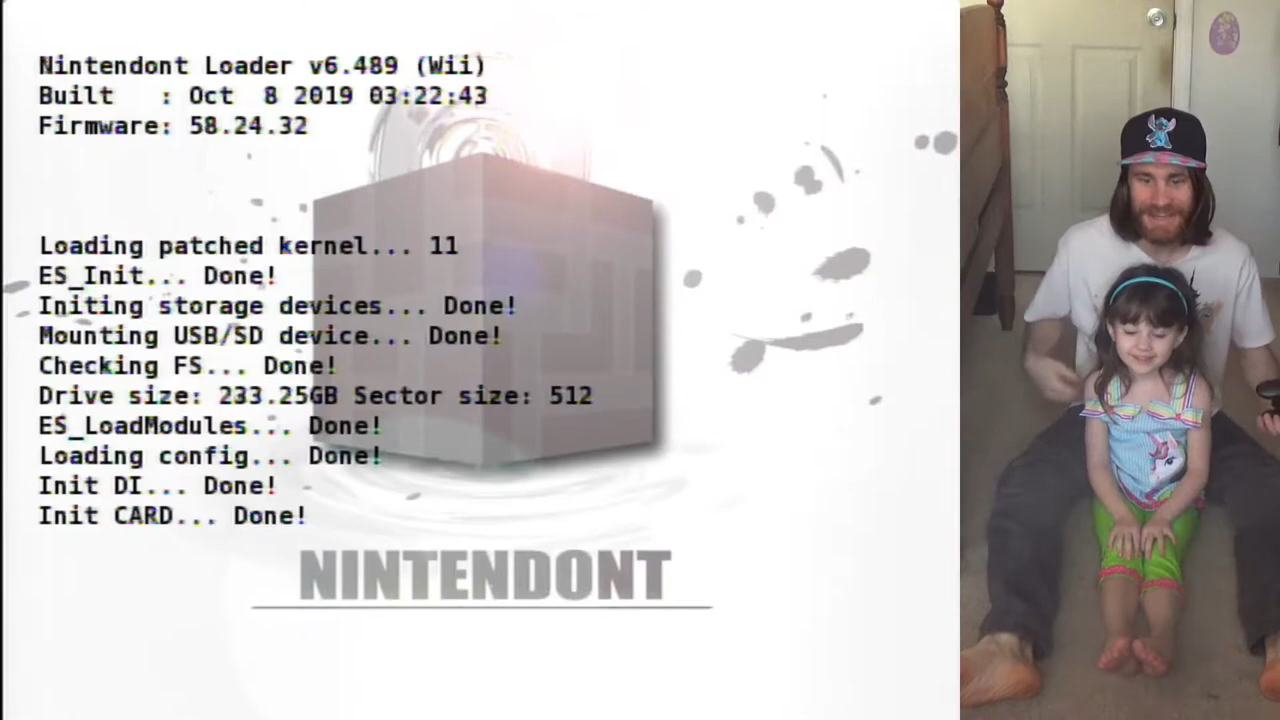 Nintendont Loader v6.489 (Wii)
Built   : Oct  8 2019 03:22:43
Firmware: 58.24.32
Loading patched kernel... 11
ES_Init... Done!
Initing storage devices... Done!
Mounting USB/SD device... Done!
Checking FS... Done!
Drive size: 233.25GB Sector size: 512
ES_LoadModules... Done!
Loading config... Done!
Init DI... Done!
Init CARD... Done!
NINTENDONT